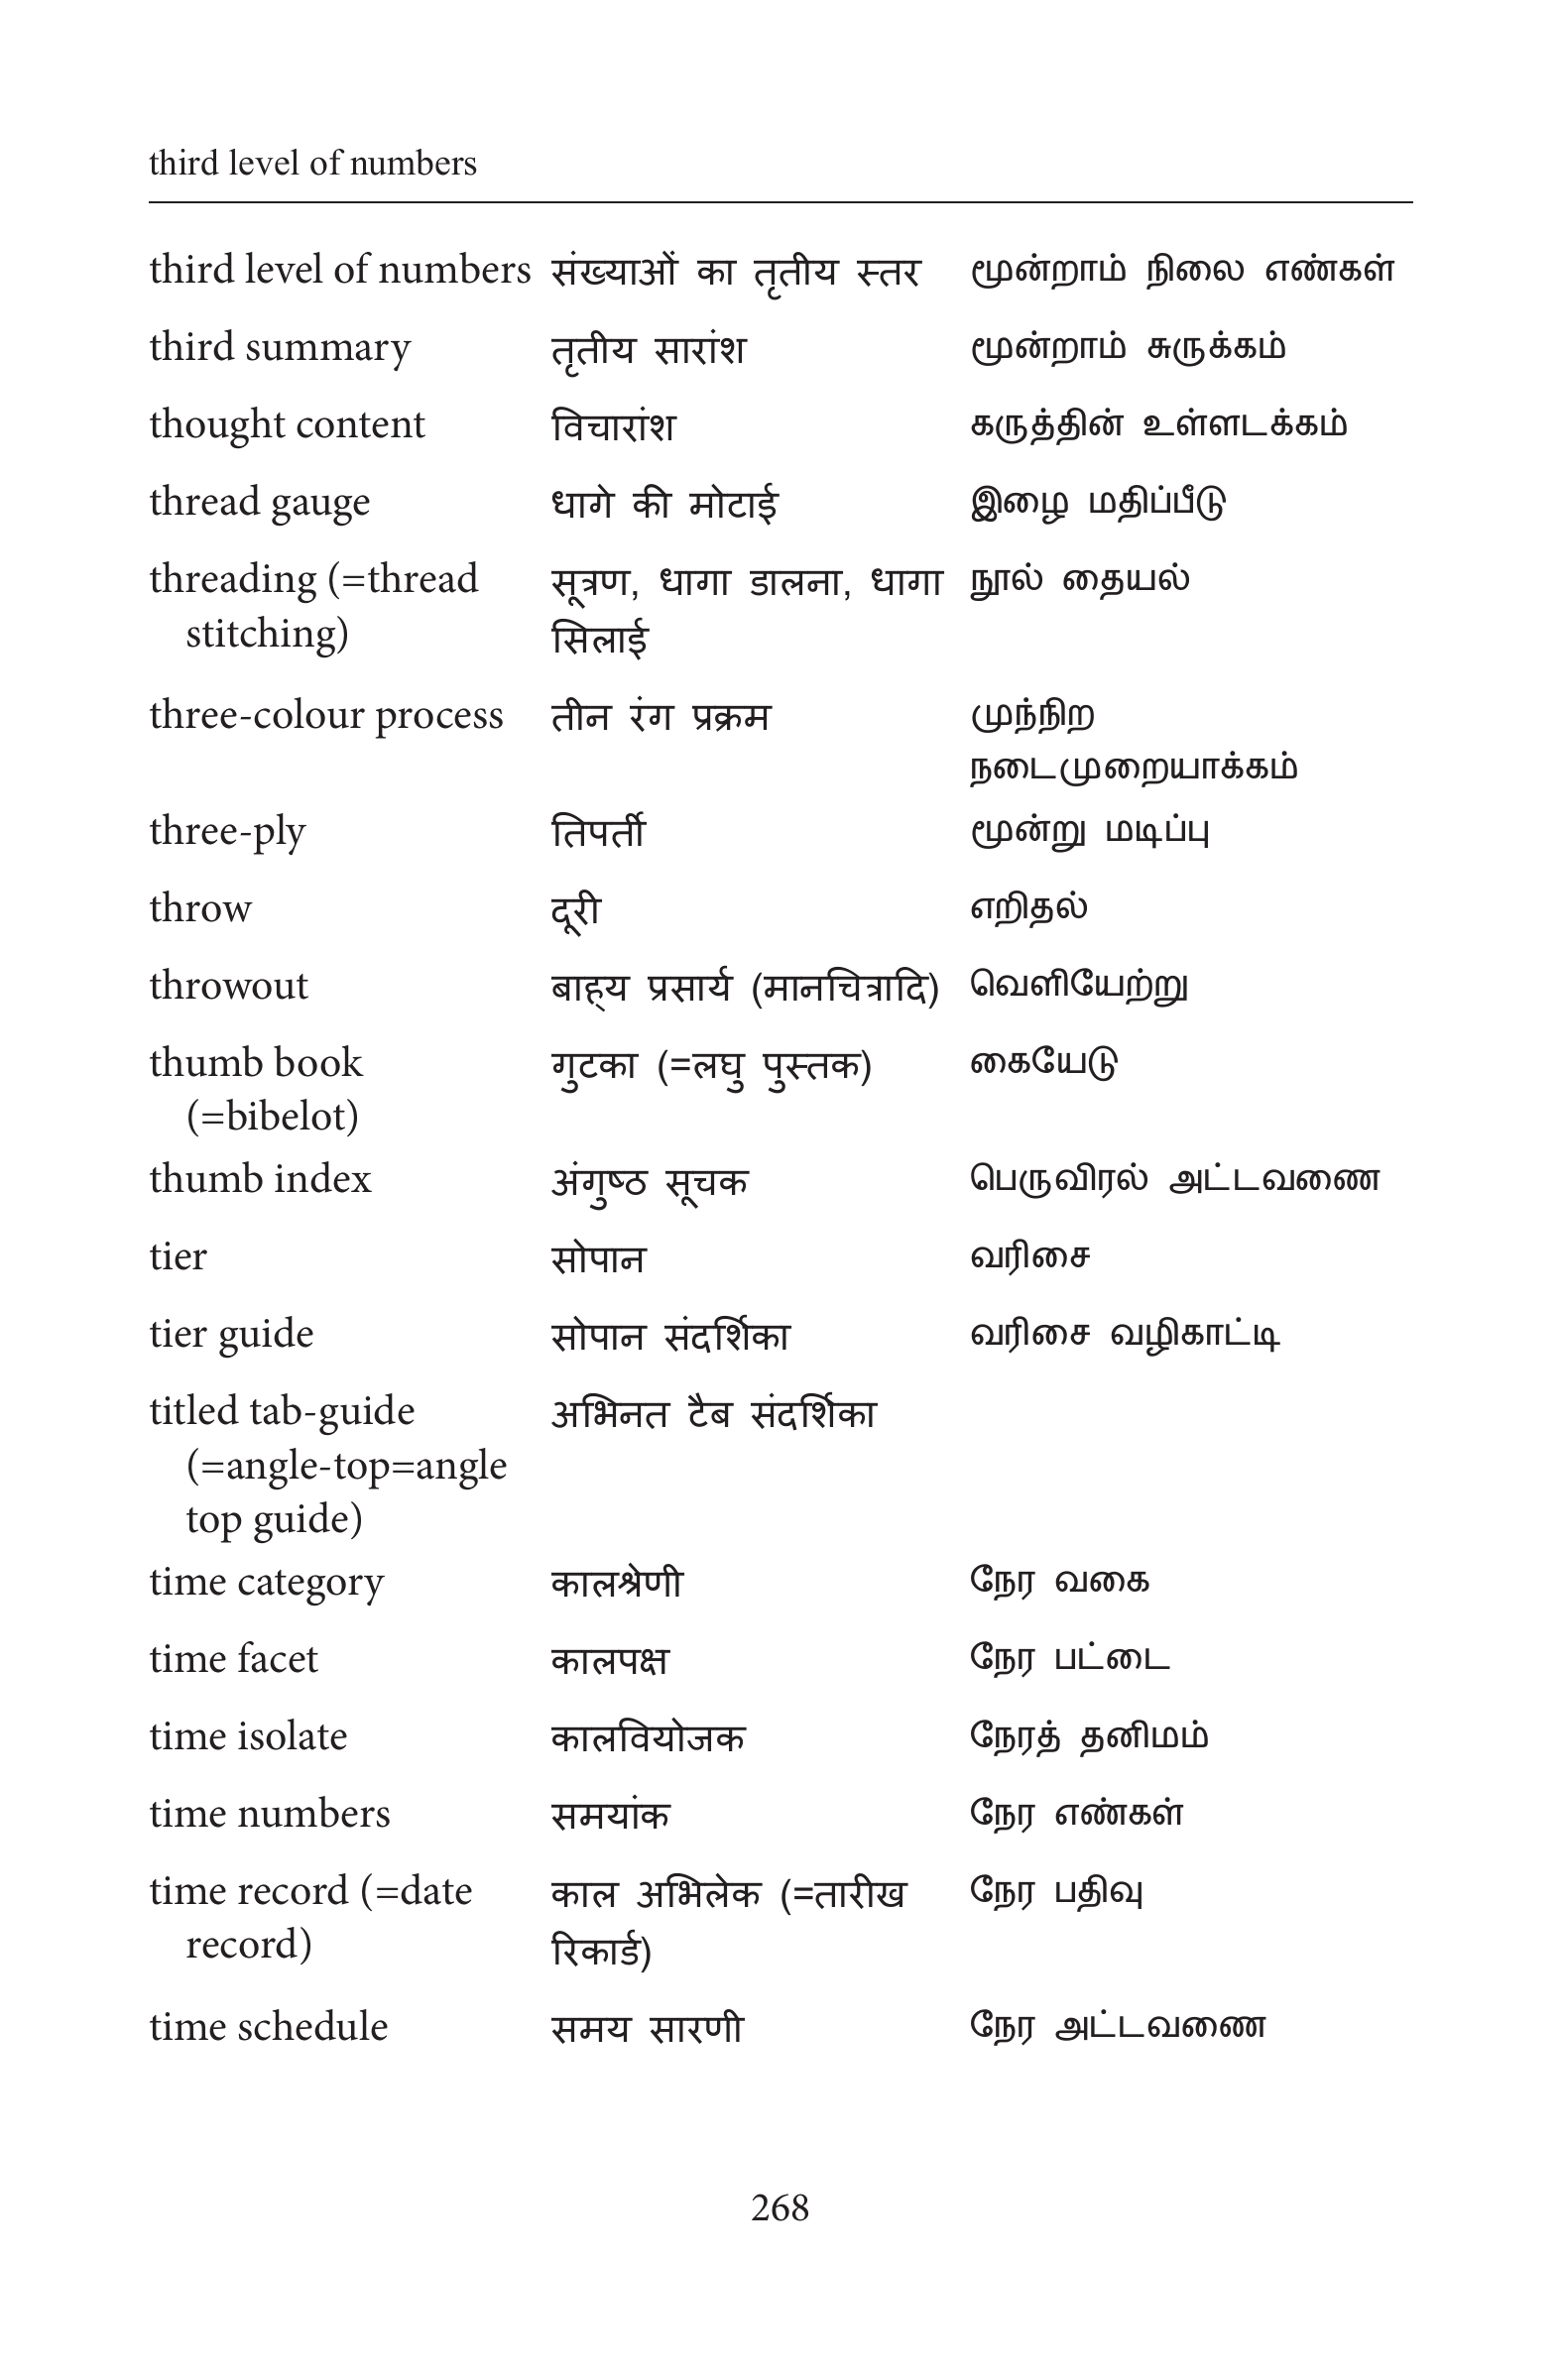 third level of numbers
third level of numbers संख्याओं का तृतीय स्तर மூன்றாம் நிலை எண்கள்
third summary तृतीय सारांश மூன்றாம் சுருக்கம்
thought content विचारांश கருத்தின் உள்ளடக்கம்
thread gauge धागे की मोटाई இழை மதிப்பீடு
threading (=thread सूत्रण, धागा डालना, धागा நூல் தையல்
stitching) सिलाई
three-colour process तीन रंग प्रक्रम முந்நிற
நடைமுறையாக்கம்
three-ply तिपर्ती மூன்று மடிப்பு
throw दूरी எறிதல்
throwout बाह्‌य प्रसार्य (मानचित्रादि) வெளியேற்று
thumb book गुटका (=लघु पुस्तक) கையேடு
(=bibelot)
thumb index अंगुष्ठ सूचक பெருவிரல் அட்டவணை
tier सोपान வரிசை
tier guide सोपान संदर्शिका வரிசை வழிகாட்டி
titled tab-guide अभिनत टैब संदर्शिका
(=angle-top=angle
top guide)
time category कालश्रेणी நேர வகை
time facet कालपक्ष நேர பட்டை
time isolate कालवियोजक நேரத் தனிமம்
time numbers समयांक நேர எண்கள்
time record (=date काल अभिलेक (=तारीख நேர பதிவு
record) रिकार्ड)
time schedule समय सारणी நேர அட்டவணை
268